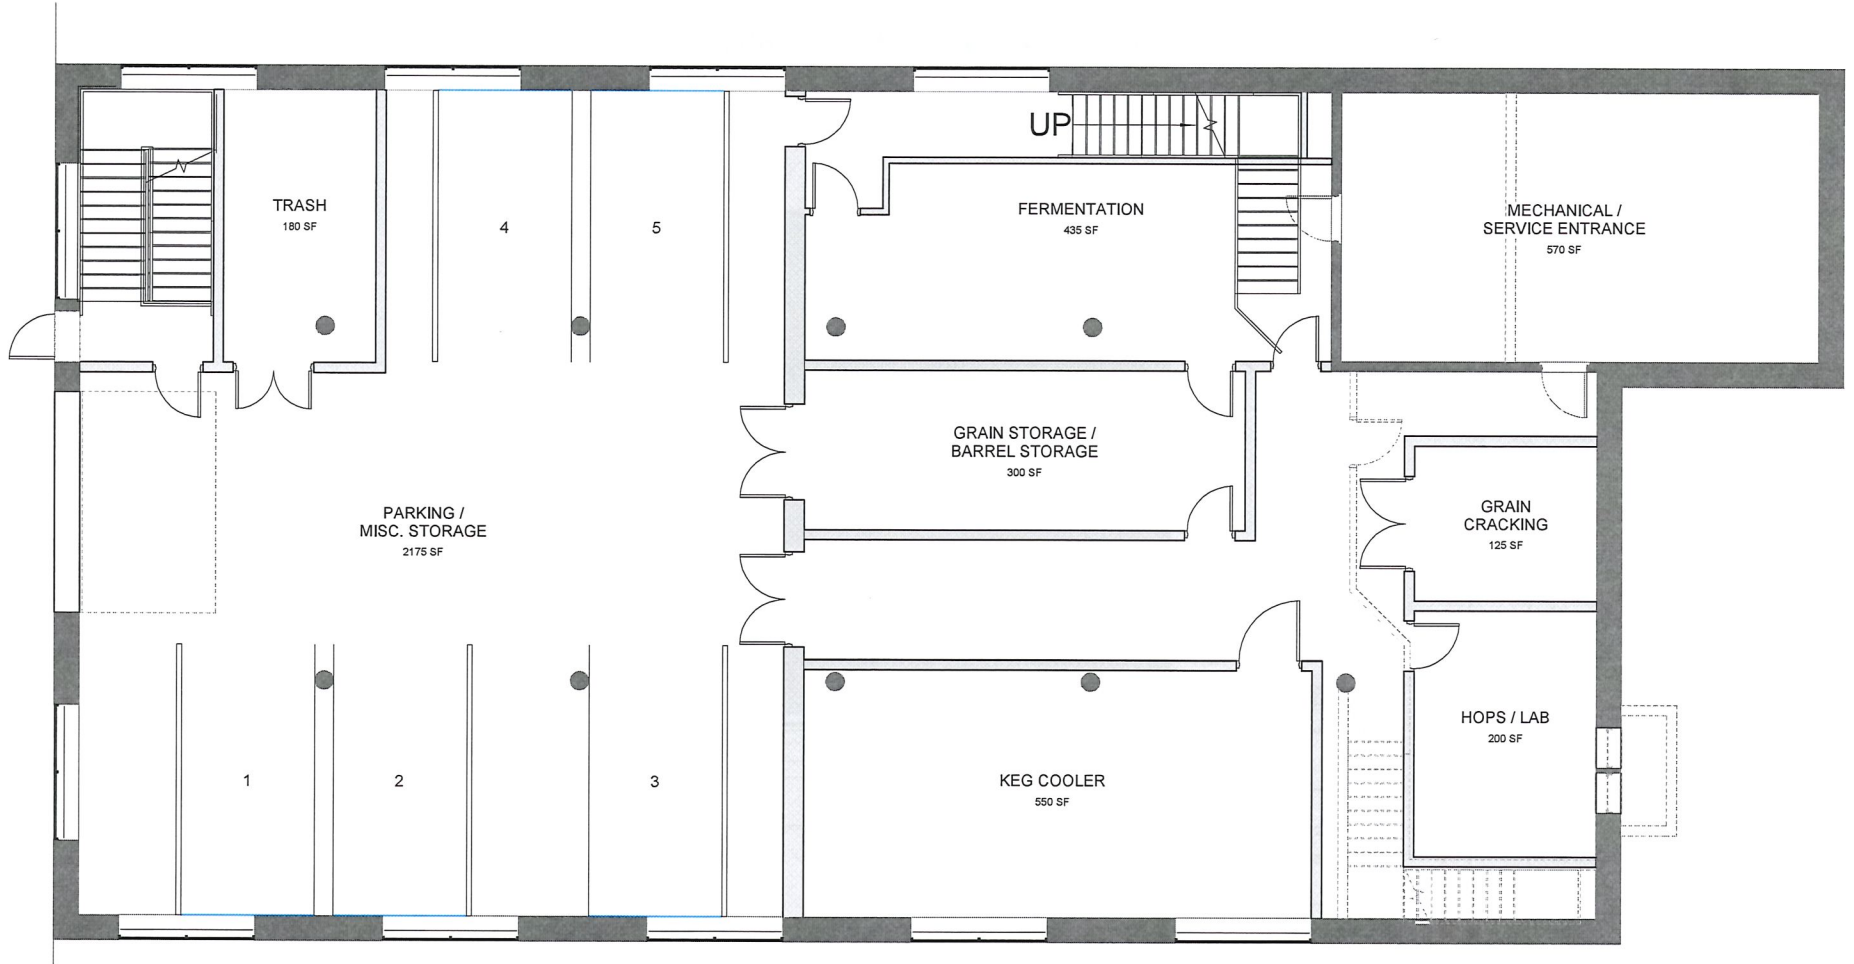 UP
TRASH
180 SF
4
5
FERMENTATION
435 SF
MECHANICAL /
SERVICE ENTRANCE
570 SF
GRAIN STORAGE /
BARREL STORAGE
300 SF
PARKING /
MISC. STORAGE
2175 SF
GRAIN
CRACKING
125 SF
HOPS / LAB
200 SF
1
2
3
KEG COOLER
550 SF